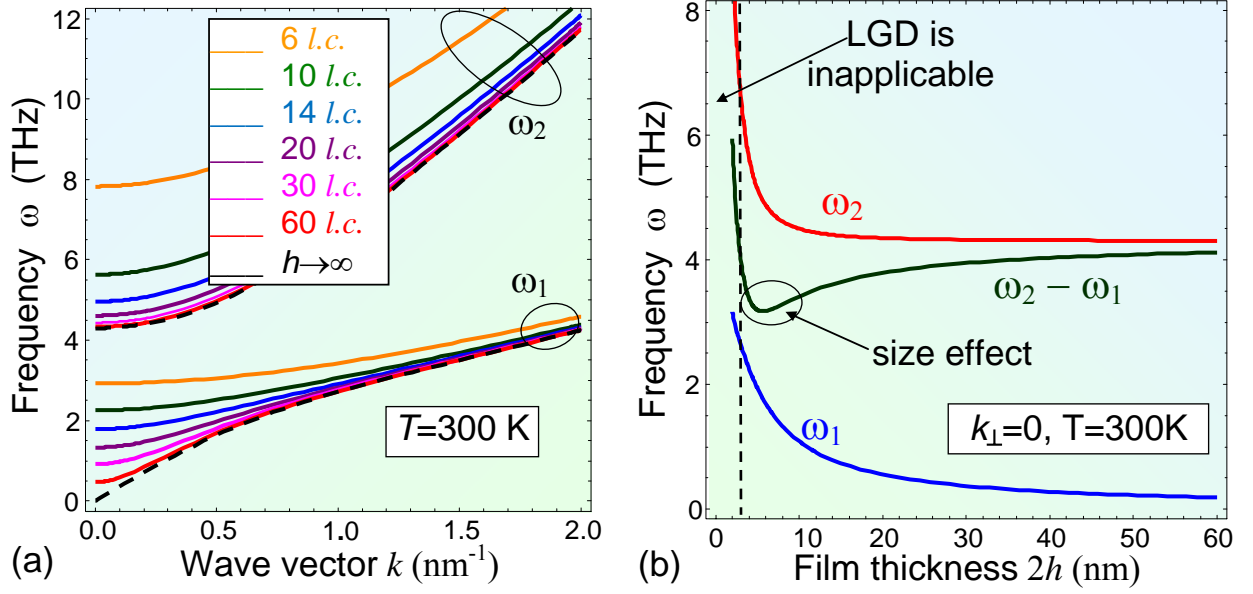 Frequency ω (THz)
12
10
8
6
4
2
0
6 l.c.
10 l.c.
14 l.c.
20 l.c.
30 l.c.
60 l.c.
h→∞
ω2
ω1
T=300 K
0.0 0.5 1.0 1.5 2.0
(a) Wave vector k (nm-1)
Frequency ω (THz)
8
6
4
2
0
LGD is
inapplicable
ω2
ω2 − ω1
size effect
ω1
k⊥=0, T=300K
0 10 20 30 40 50 60
(b) Film thickness 2h (nm)